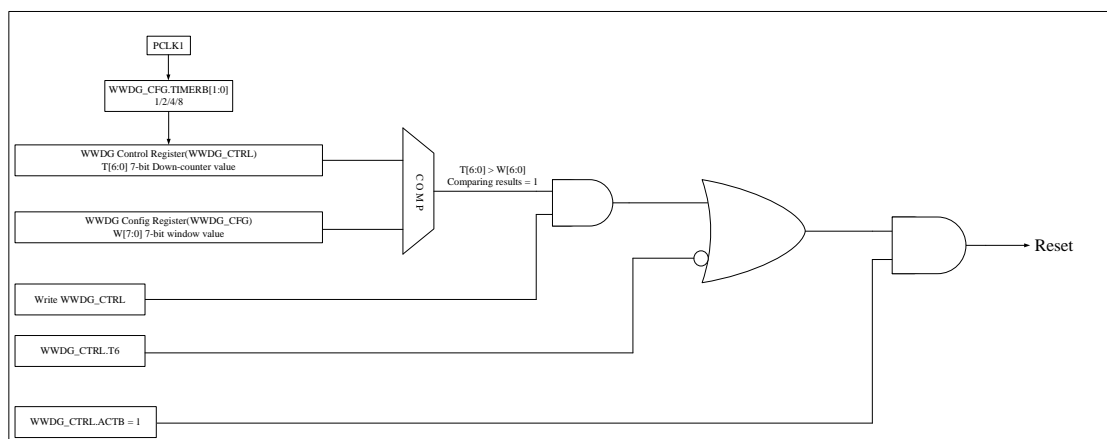 PCLK1
WWDG_CFG.TIMERB[1:0]
1/2/4/8
WWDG Control Register(WWDG_CTRL)
T[6:0] 7-bit Down-counter value
COMP
T[6:0] > W[6:0]
Comparing results = 1
WWDG Config Register(WWDG_CFG)
W[7:0] 7-bit window value
Reset
Write WWDG_CTRL
WWDG_CTRL.T6
WWDG_CTRL.ACTB = 1